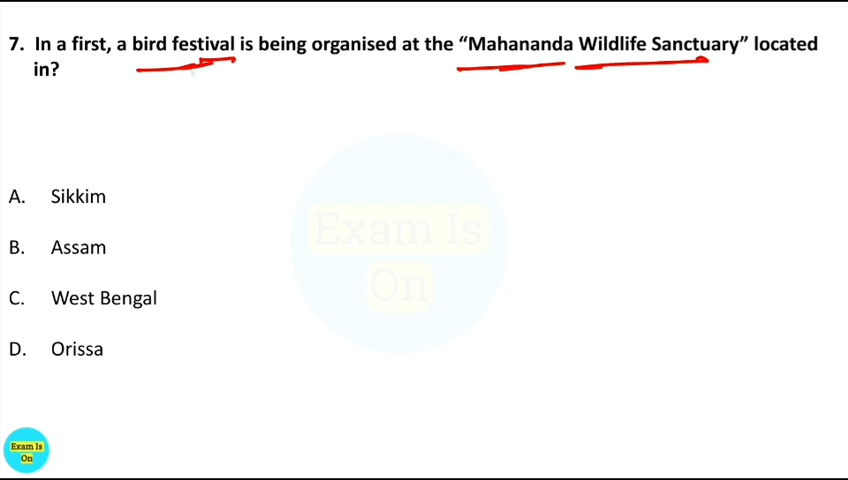 7. In a first, a bird festival is being organised at the “Mahananda Wildlife Sanctuary” located
in?
Exam Is
On
A. Sikkim
B. Assam
C. West Bengal
D. Orissa
Exam Is
On